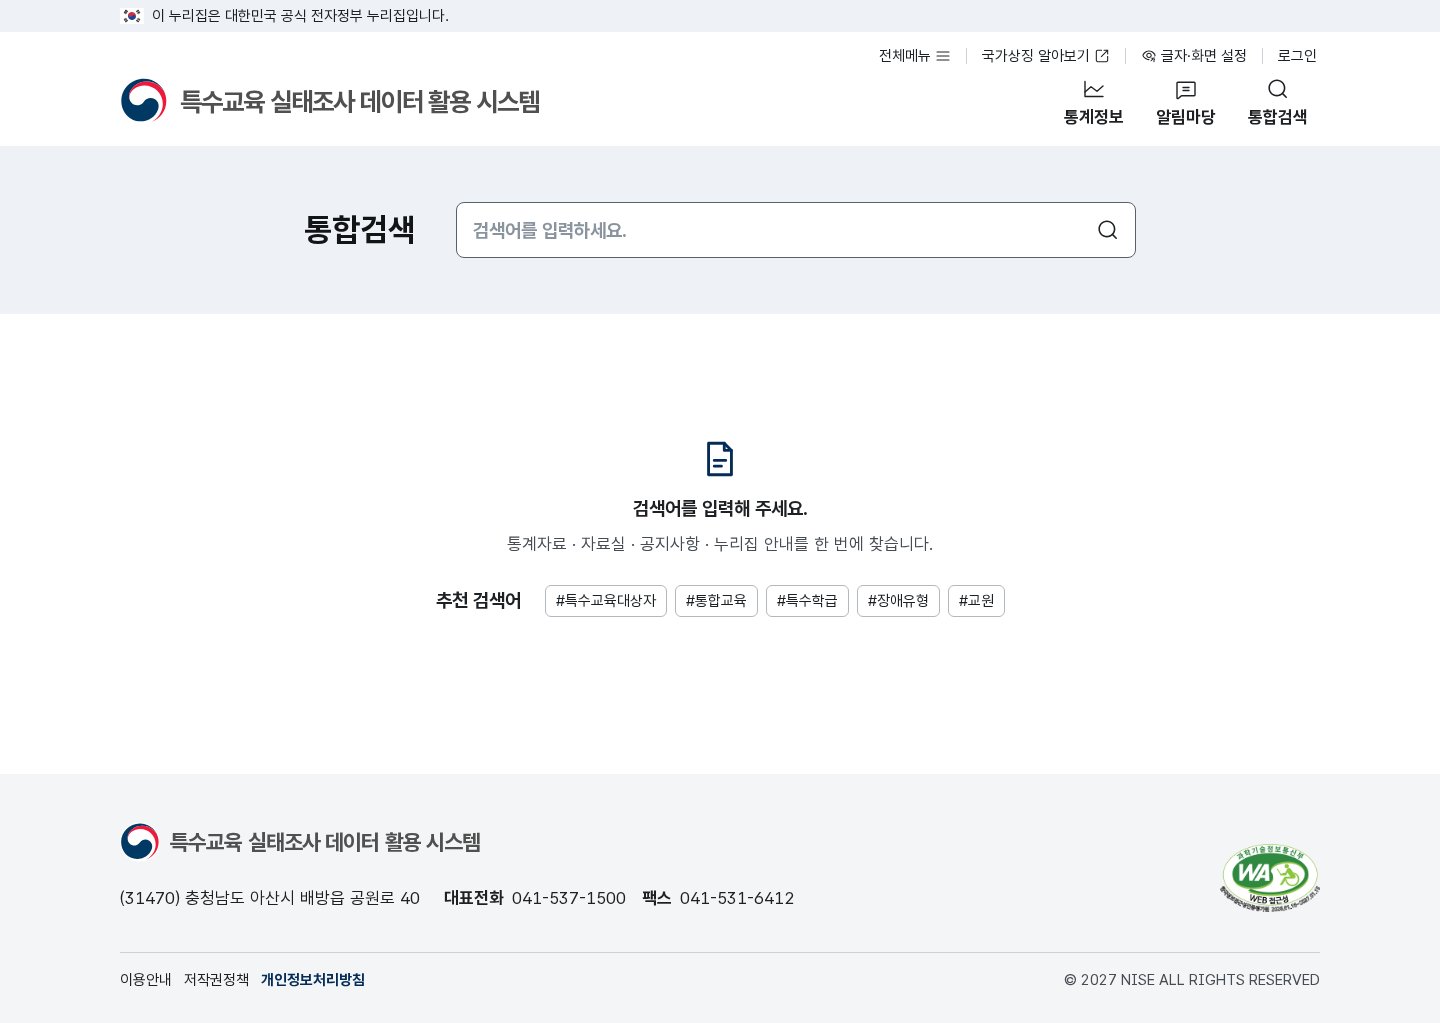 이 누리집은 대한민국 공식 전자정부 누리집입니다.
전체메뉴
국가상징 알아보기
글자·화면 설정
로그인
특수교육 실태조사 데이터 활용 시스템
통계정보
알림마당
통합검색
통합검색
검색어를 입력하세요.
검색어를 입력해 주세요.
통계자료 · 자료실 · 공지사항 · 누리집 안내를 한 번에 찾습니다.
추천 검색어 #특수교육대상자 #통합교육 #특수학급 #장애유형 #교원
특수교육 실태조사 데이터 활용 시스템
과학기술정보통신부
WA
WEB 접근성
(31470) 충청남도 아산시 배방읍 공원로 40 대표전화 041-537-1500 팩스 041-531-6412
이용안내 저작권정책 개인정보처리방침
© 2027 NISE ALL RIGHTS RESERVED